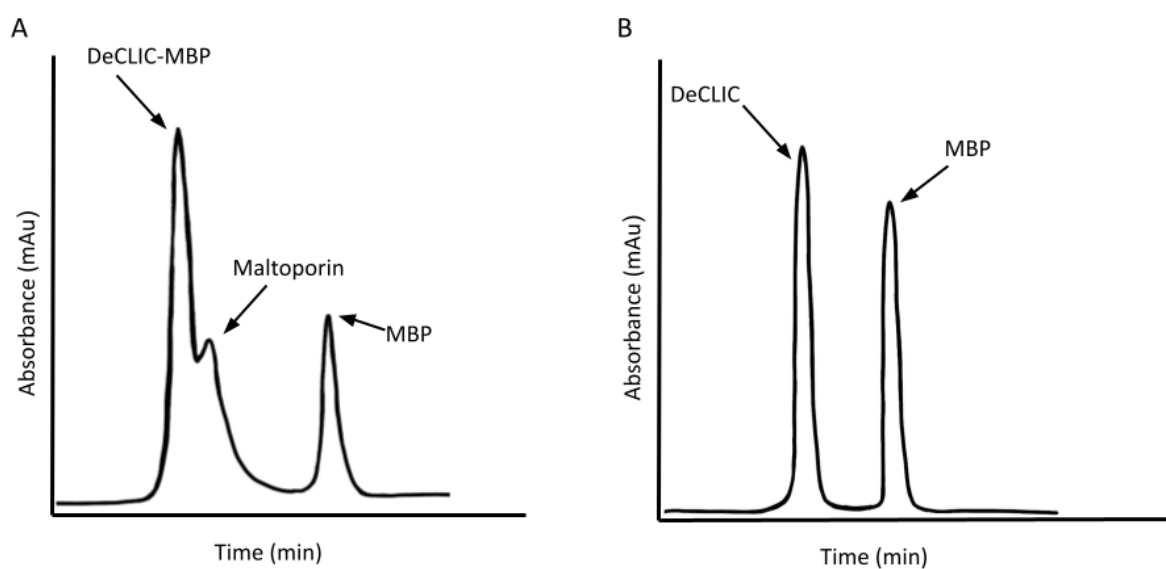 A
DeCLIC-MBP
Maltoporin
MBP
Absorbance (mAu)
Time (min)
B
DeCLIC
MBP
Absorbance (mAu)
Time (min)